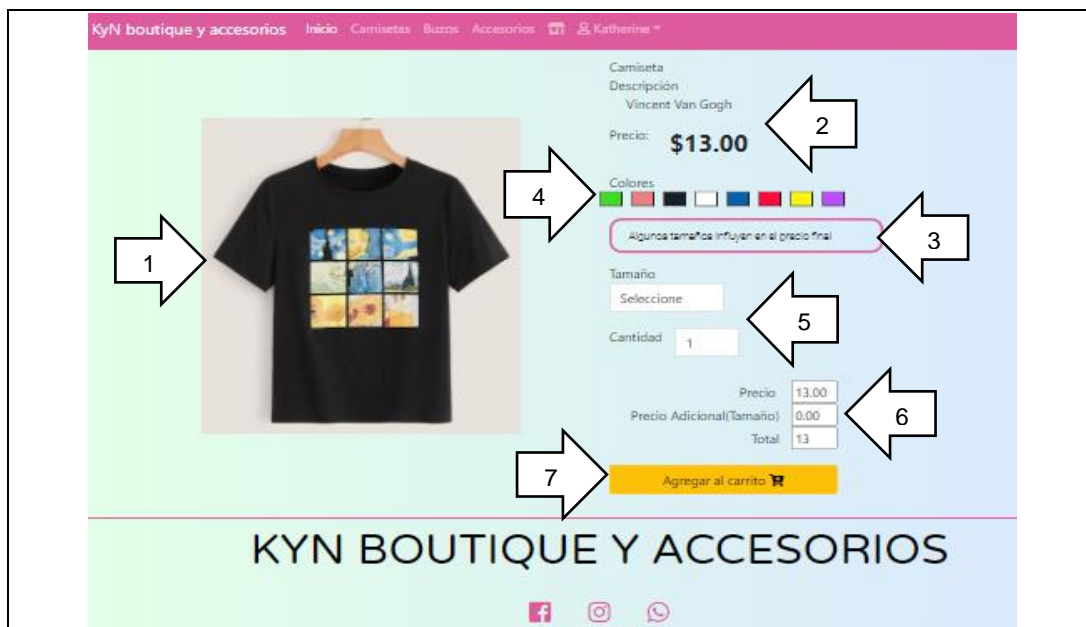 KyN boutique y accesorios Inicio Camisetas Buzos Accesorios Katherine
Camiseta
Descripción
Vincent Van Gogh
Precio: $13.00
2
Colores
4
Algunos tamaños influyen en el precio final
3
1
Tamaño
Seleccione
5
Cantidad 1
Precio 13.00
Precio Adicional(Tamaño) 0.00
6
Total 13
7
Agregar al carrito
KYN BOUTIQUE Y ACCESORIOS